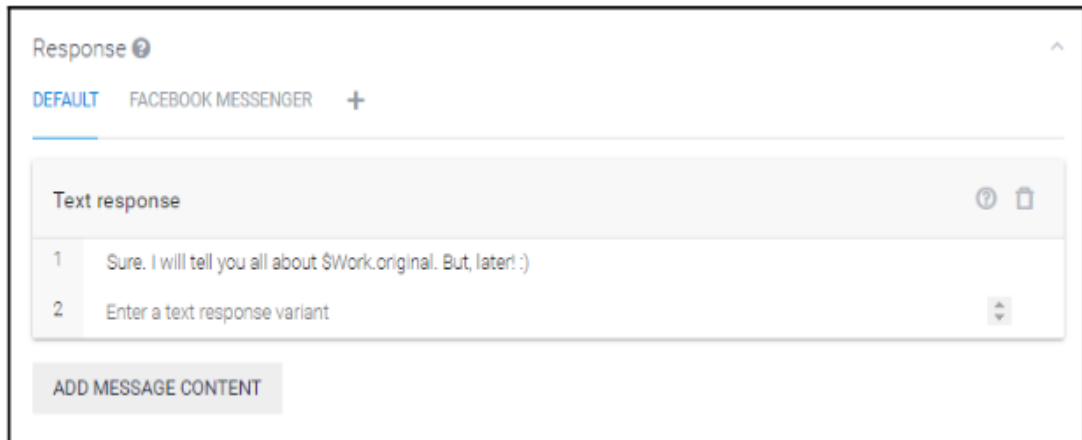 Response
DEFAULT FACEBOOK MESSENGER +
Text response
1 Sure. I will tell you all about $Work.original. But, later! :)
2 Enter a text response variant
ADD MESSAGE CONTENT